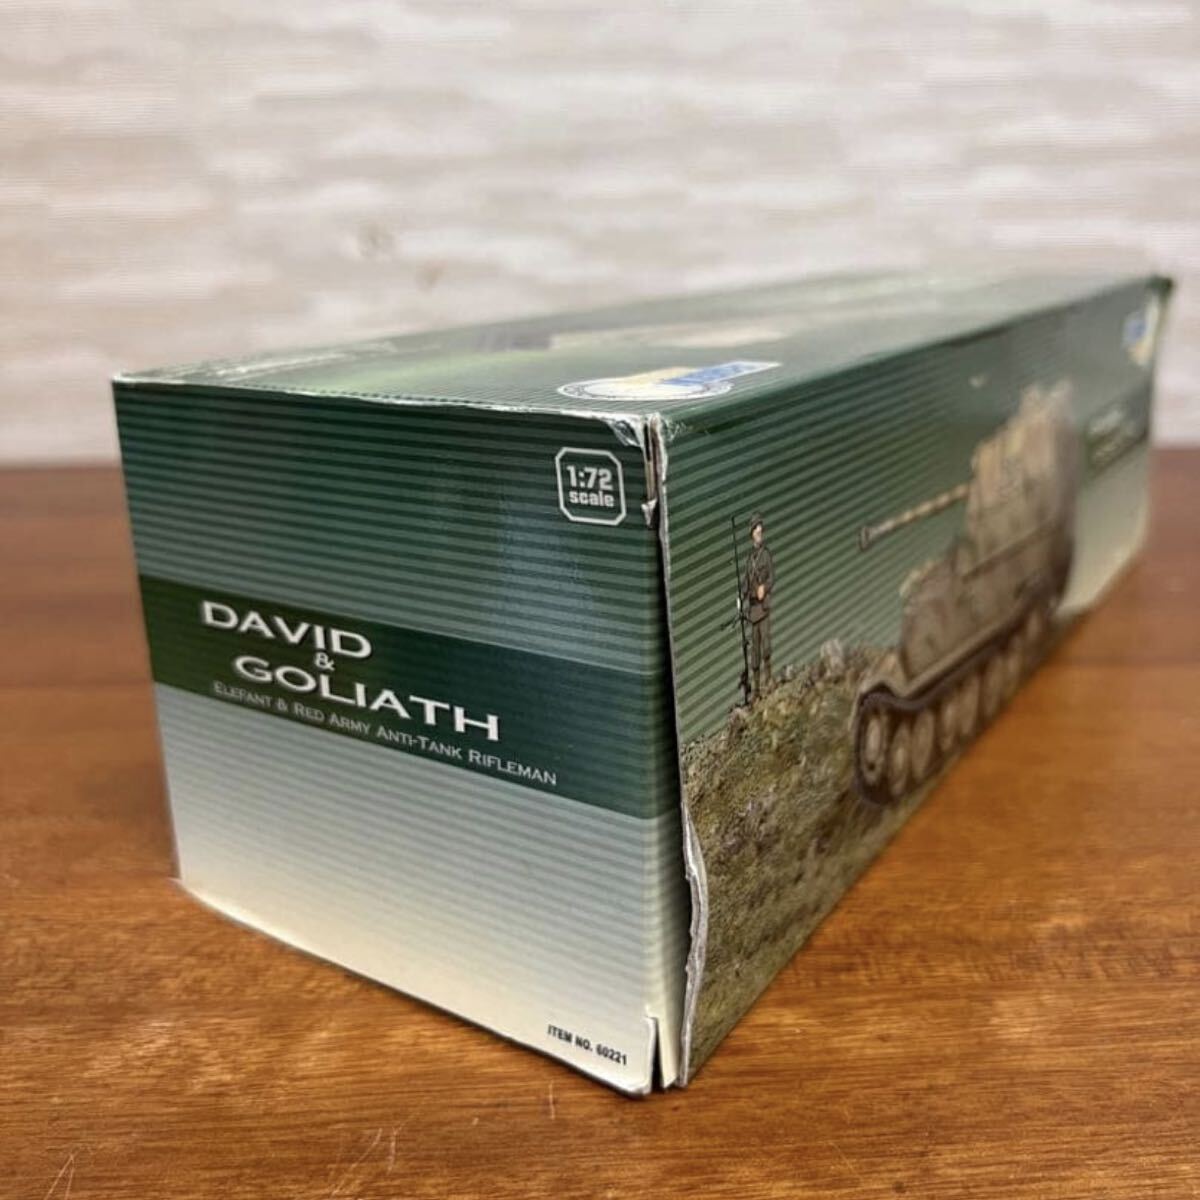 1:72
scale
DAVID
&
GOLIATH
ELEFANT & RED ARMY ANTI-TANK RIFLEMAN
ITEM NO. 60221